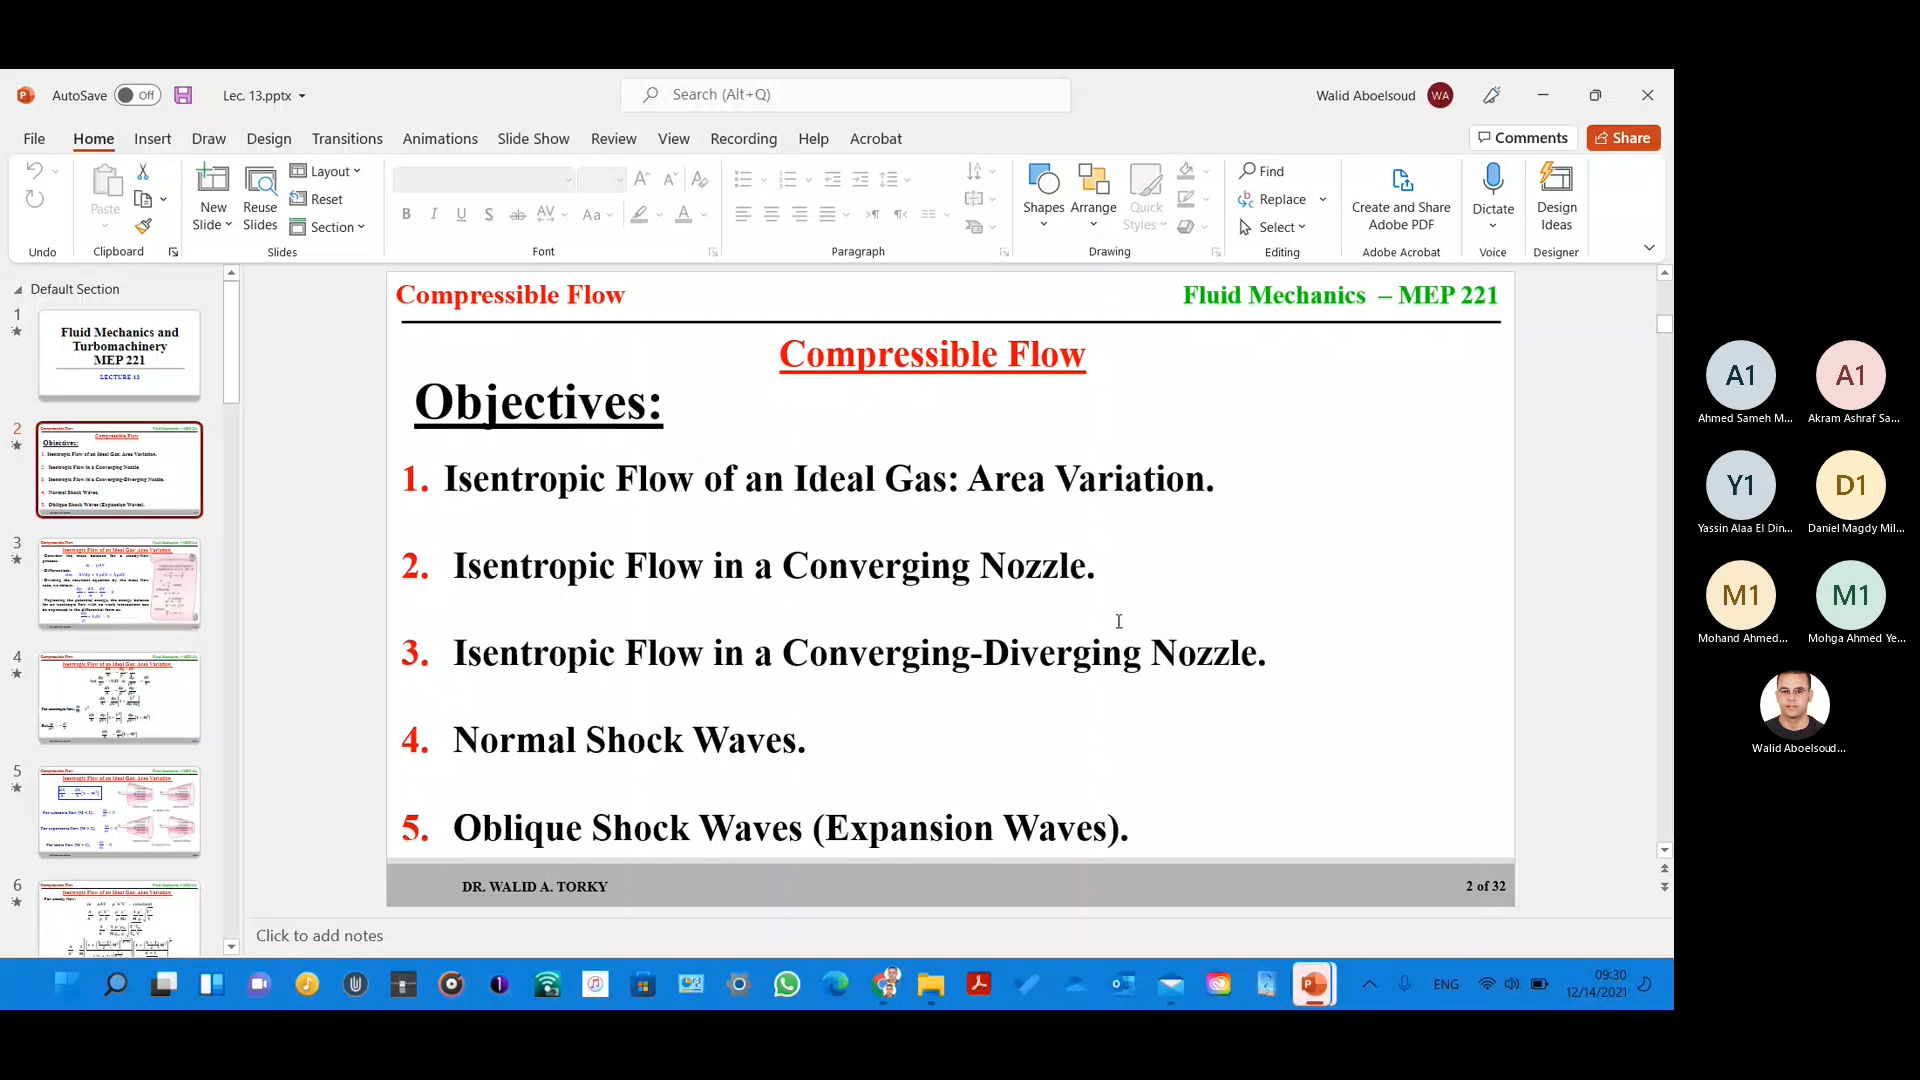 AutoSave Off Lec. 13.pptx Search (Alt+Q) Walid Aboelsoud WA
File Home Insert Draw Design Transitions Animations Slide Show Review View Recording Help Acrobat Comments Share
Paste
New Slide
Reuse Slides
Layout
Reset
Section
Shapes
Arrange
Quick Styles
Find
Replace
Select
Create and Share Adobe PDF
Dictate
Design Ideas
Undo Clipboard Slides Font Paragraph Drawing Editing Adobe Acrobat Voice Designer
Default Section
1
Fluid Mechanics and
Turbomachinery
MEP 221
LECTURE 13
2
3
4
5
6
Compressible Flow Fluid Mechanics – MEP 221
Compressible Flow
Objectives:
1. Isentropic Flow of an Ideal Gas: Area Variation.
2. Isentropic Flow in a Converging Nozzle.
3. Isentropic Flow in a Converging-Diverging Nozzle.
4. Normal Shock Waves.
5. Oblique Shock Waves (Expansion Waves).
DR. WALID A. TORKY 2 of 32
Click to add notes
ENG
09:30
12/14/2021
A1 A1
Ahmed Sameh M... Akram Ashraf Sa...
Y1 D1
Yassin Alaa El Din... Daniel Magdy Mil...
M1 M1
Mohand Ahmed... Mohga Ahmed Ye...
Walid Aboelsoud...